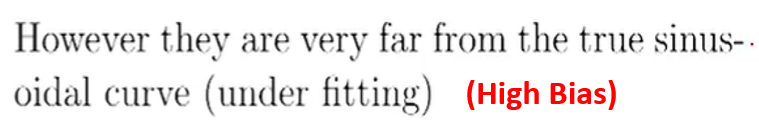 However they are very far from the true sinus-
oidal curve (under fitting) (High Bias)